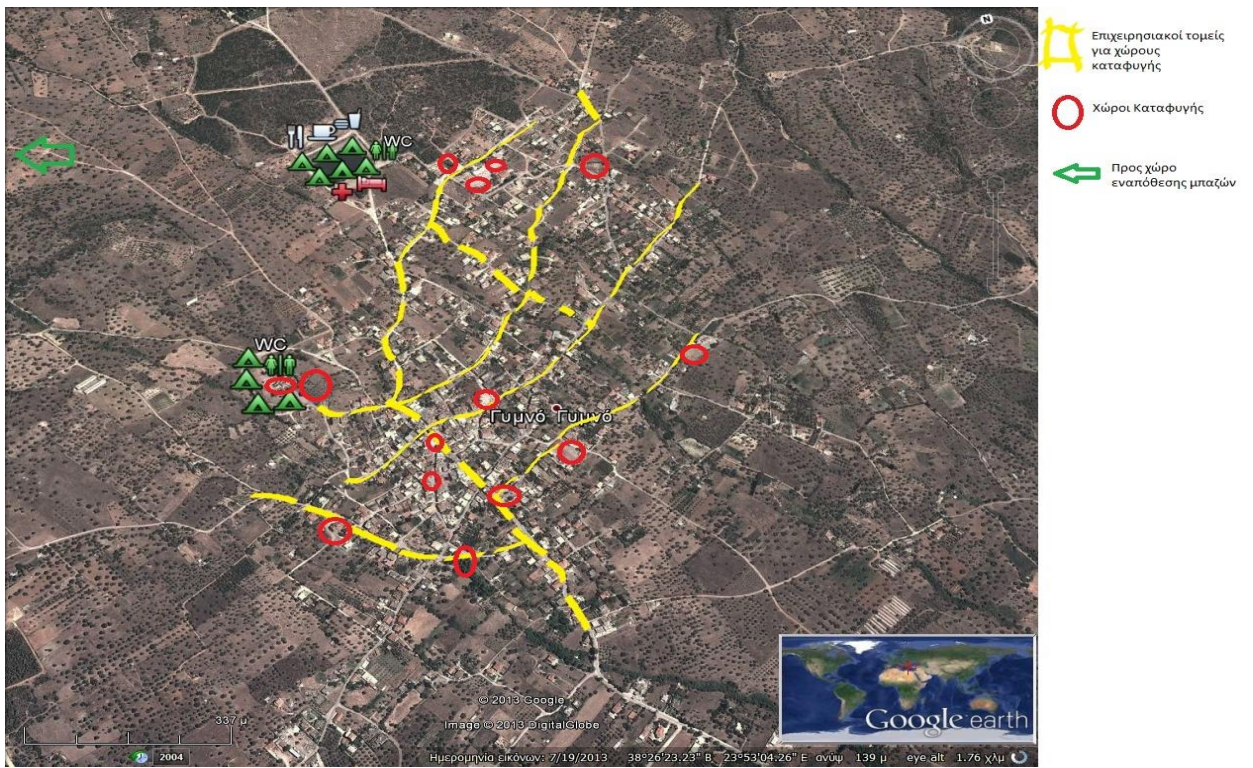 N
Επιχειρησιακοί τομείς
για χώρους
καταφυγής
Χώροι Καταφυγής
Προς χώρο
εναπόθεσης μπαζών
WC
WC
Γυμνό Γυμνό
© 2013 Google
Image © 2013 DigitalGlobe
Google earth
337 μ
2004
Ημερομηνία εικόνων: 7/19/2013 38°26'23.23" Β 23°53'04.26" Ε ανύψ 139 μ eye alt 1.76 χλμ